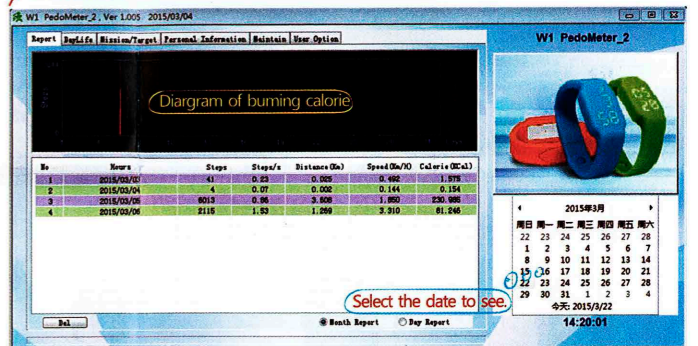 W1 PedoMeter_2, Ver 1.005 2015/03/04
Report DayLife Mission/Target Personal Information Maintain User Option
W1 PedoMeter_2
Diargram of burning calorie
No Hours Steps Steps/s Distance(Km) Speed(Km/H) Calorie(KCal)
1 2015/03/03 41 0.23 0.025 0.492 1.575
2 2015/03/04 4 0.07 0.002 0.144 0.154
3 2015/03/05 6013 0.86 3.608 1.850 230.985
4 2015/03/06 2115 1.53 1.269 3.310 81.246
2015年3月
周日 周一 周二 周三 周四 周五 周六
22 23 24 25 26 27 28
1 2 3 4 5 6 7
8 9 10 11 12 13 14
15 16 17 18 19 20 21
22 23 24 25 26 27 28
29 30 31 1 2 3 4
今天: 2015/3/22
Select the date to see.
Del
Month Report Day Report
14:20:01